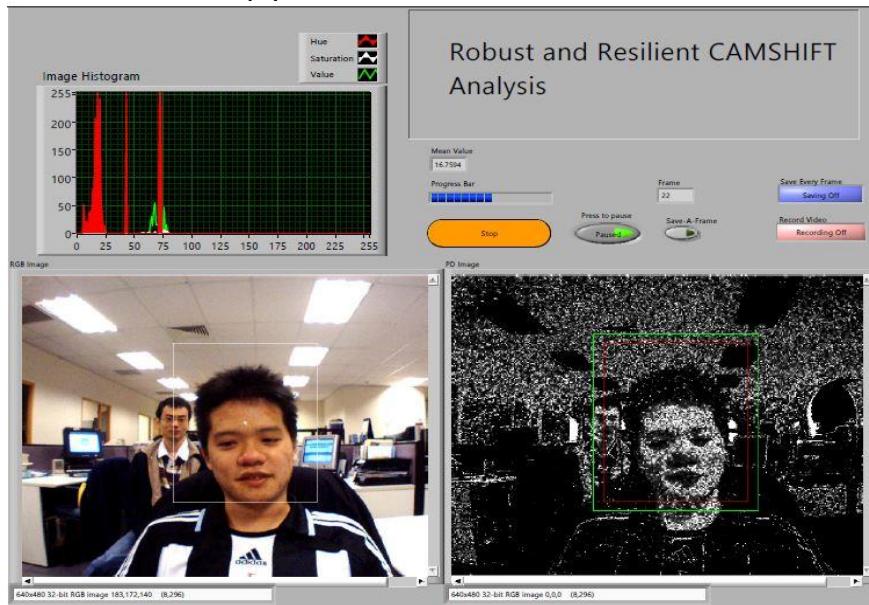 Robust and Resilient CAMSHIFT
Analysis
Hue
Saturation
Value
Image Histogram
255
200
150
100
50
0
0 25 50 75 100 125 150 175 200 225 255
Mean Value
16.7594
Progress Bar
Frame
22
Save Every Frame
Saving Off
Stop
Press to pause
Paused
Save-A-Frame
Record Video
Recording Off
RGB Image
PD Image
adidas
640x480 32-bit RGB image 183,172,140 (8,296)
640x480 32-bit RGB image 0,0,0 (8,296)